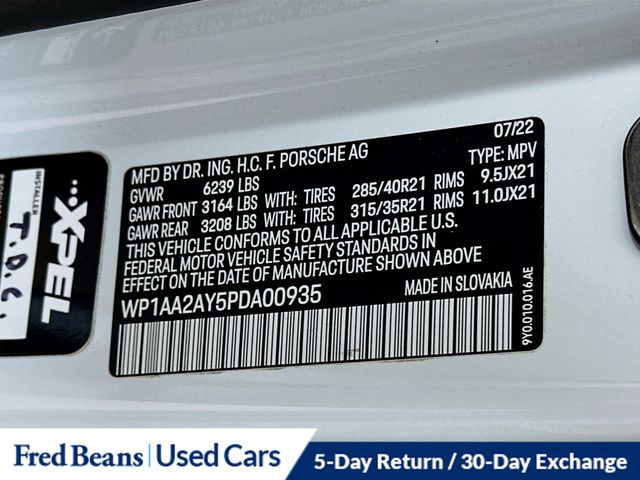 07/22
MFD BY DR. ING. H.C. F. PORSCHE AG TYPE: MPV
GVWR 6239 LBS
GAWR FRONT 3164 LBS WITH: TIRES 285/40R21 RIMS 9.5JX21
GAWR REAR 3208 LBS WITH: TIRES 315/35R21 RIMS 11.0JX21
THIS VEHICLE CONFORMS TO ALL APPLICABLE U.S.
FEDERAL MOTOR VEHICLE SAFETY STANDARDS IN
EFFECT ON THE DATE OF MANUFACTURE SHOWN ABOVE
WP1AA2AY5PDA00935 MADE IN SLOVAKIA
9Y0.010.016.AE
XPEL
INSTALLER
T.D.C.
Fred Beans Used Cars
5-Day Return / 30-Day Exchange